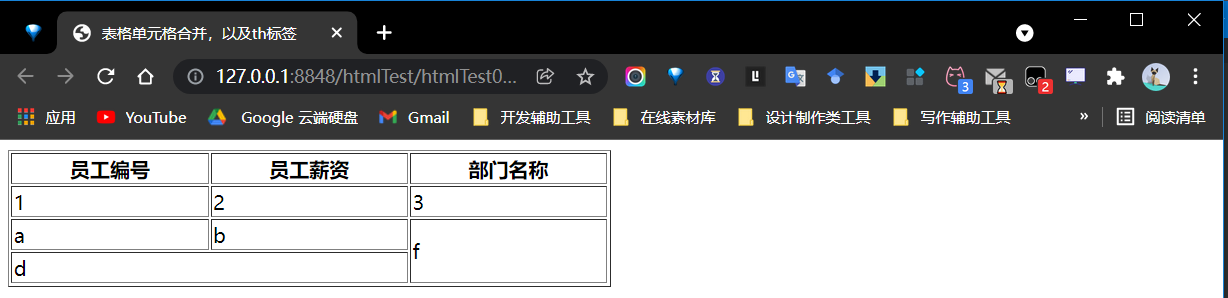 表格单元格合并，以及th标签
127.0.0.1:8848/htmlTest/htmlTest0...
3
2
应用 YouTube Google 云端硬盘 Gmail 开发辅助工具 在线素材库 设计制作类工具 写作辅助工具 » 阅读清单
员工编号 员工薪资 部门名称
1 2 3
a b
f
d